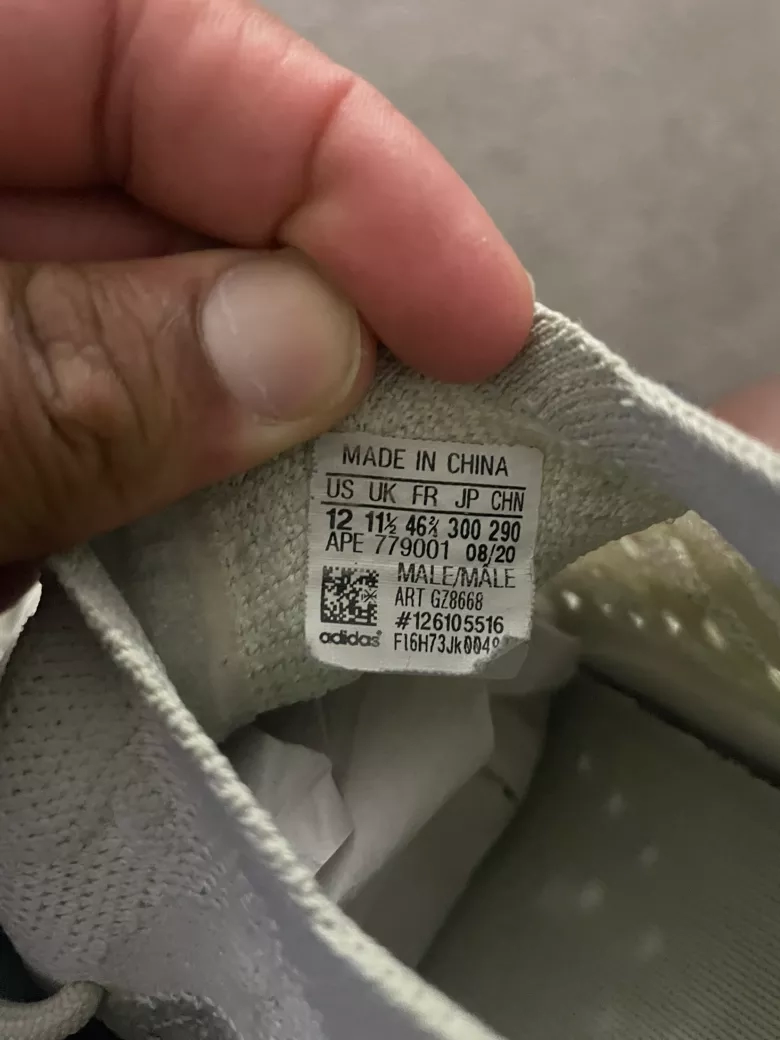 MADE IN CHINA
US UK FR JP CHN
12 11½ 46⅔ 300 290
APE 779001 08/20
MALE/MÂLE
ART GZ8668
#126105516
adidas